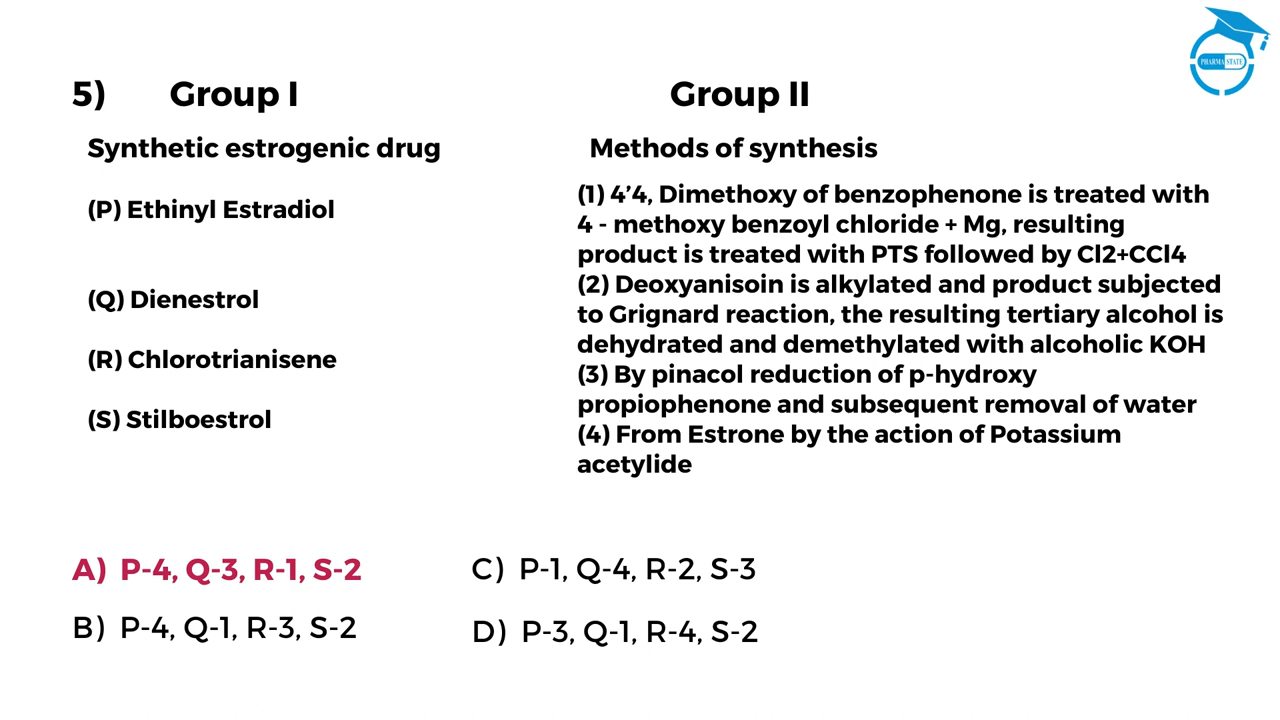 PHARMA STATE
5) Group I Group II
Synthetic estrogenic drug Methods of synthesis
(P) Ethinyl Estradiol
(Q) Dienestrol
(R) Chlorotrianisene
(S) Stilboestrol
(1) 4’4, Dimethoxy of benzophenone is treated with
4 - methoxy benzoyl chloride + Mg, resulting
product is treated with PTS followed by Cl2+CCl4
(2) Deoxyanisoin is alkylated and product subjected
to Grignard reaction, the resulting tertiary alcohol is
dehydrated and demethylated with alcoholic KOH
(3) By pinacol reduction of p-hydroxy
propiophenone and subsequent removal of water
(4) From Estrone by the action of Potassium
acetylide
A) P-4, Q-3, R-1, S-2
B) P-4, Q-1, R-3, S-2
C) P-1, Q-4, R-2, S-3
D) P-3, Q-1, R-4, S-2